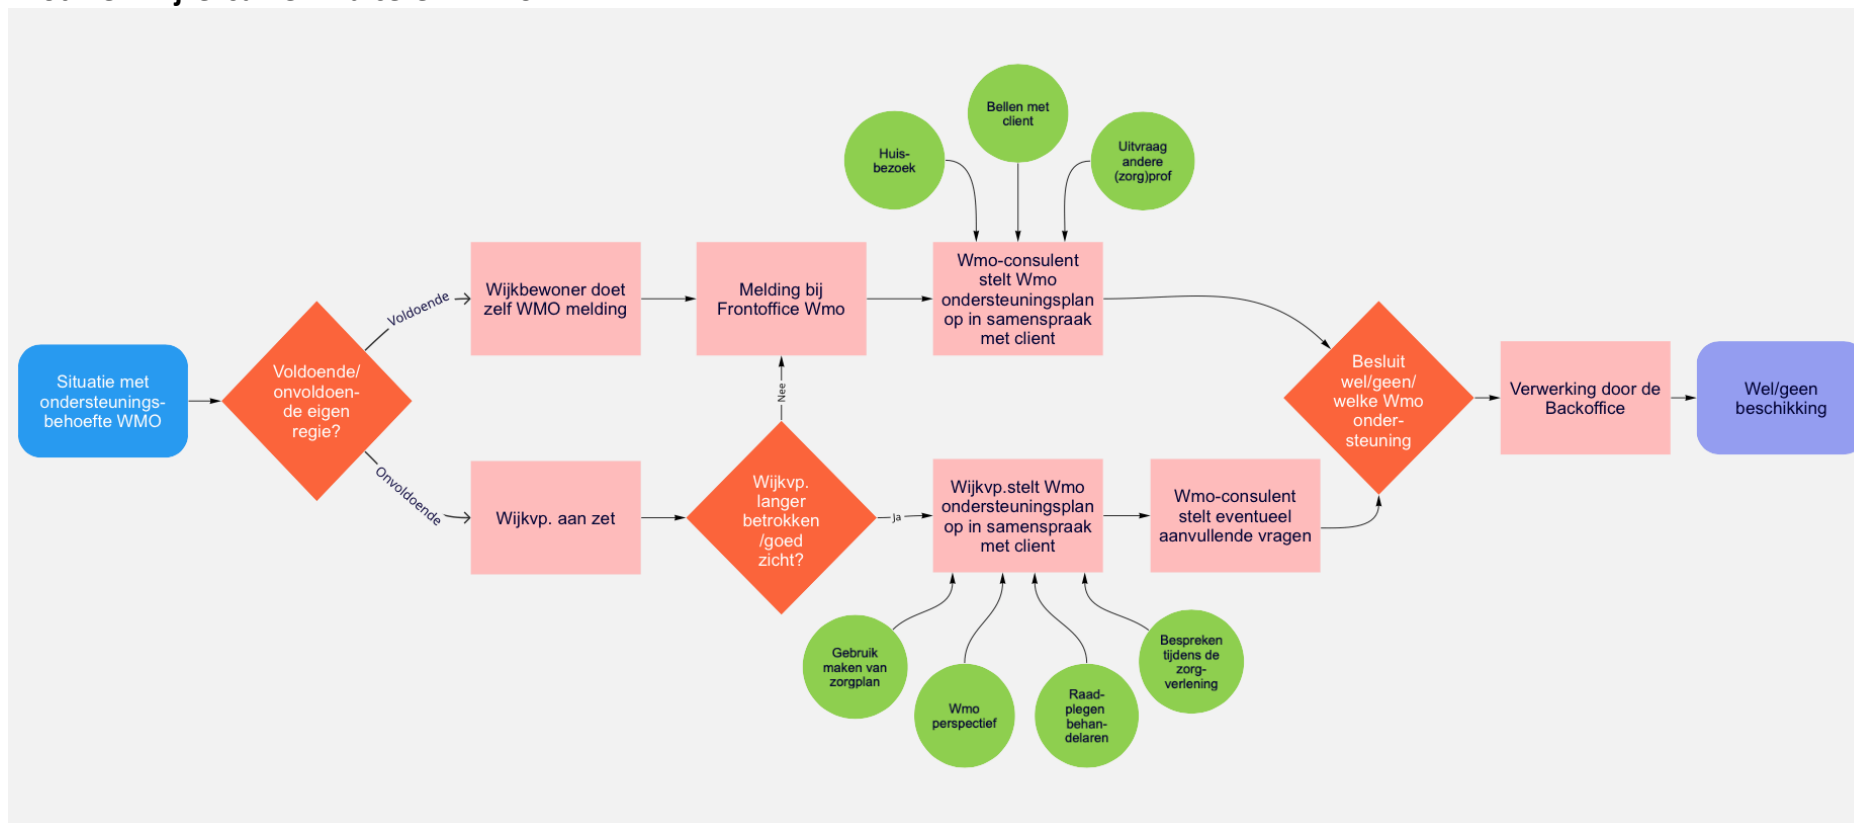 Bellen met
client
Huis-
bezoek
Uitvraag
andere
(zorg)prof
Wijkbewoner doet
zelf WMO melding
Melding bij
Frontoffice Wmo
Wmo-consulent
stelt Wmo
ondersteuningsplan
op in samenspraak
met client
Voldoende
Situatie met
ondersteunings-
behoefte WMO
Voldoende/
onvoldoen-
de eigen
regie?
Nee
Besluit
wel/geen/
welke Wmo
onder-
steuning
Verwerking door de
Backoffice
Wel/geen
beschikking
Onvoldoende
Wijkvp. aan zet
Wijkvp.
langer
betrokken
/goed
zicht?
Ja
Wijkvp.stelt Wmo
ondersteuningsplan
op in samenspraak
met client
Wmo-consulent
stelt eventueel
aanvullende vragen
Gebruik
maken van
zorgplan
Wmo
perspectief
Raad-
plegen
behan-
delaren
Bespreken
tijdens de
zorg-
verlening